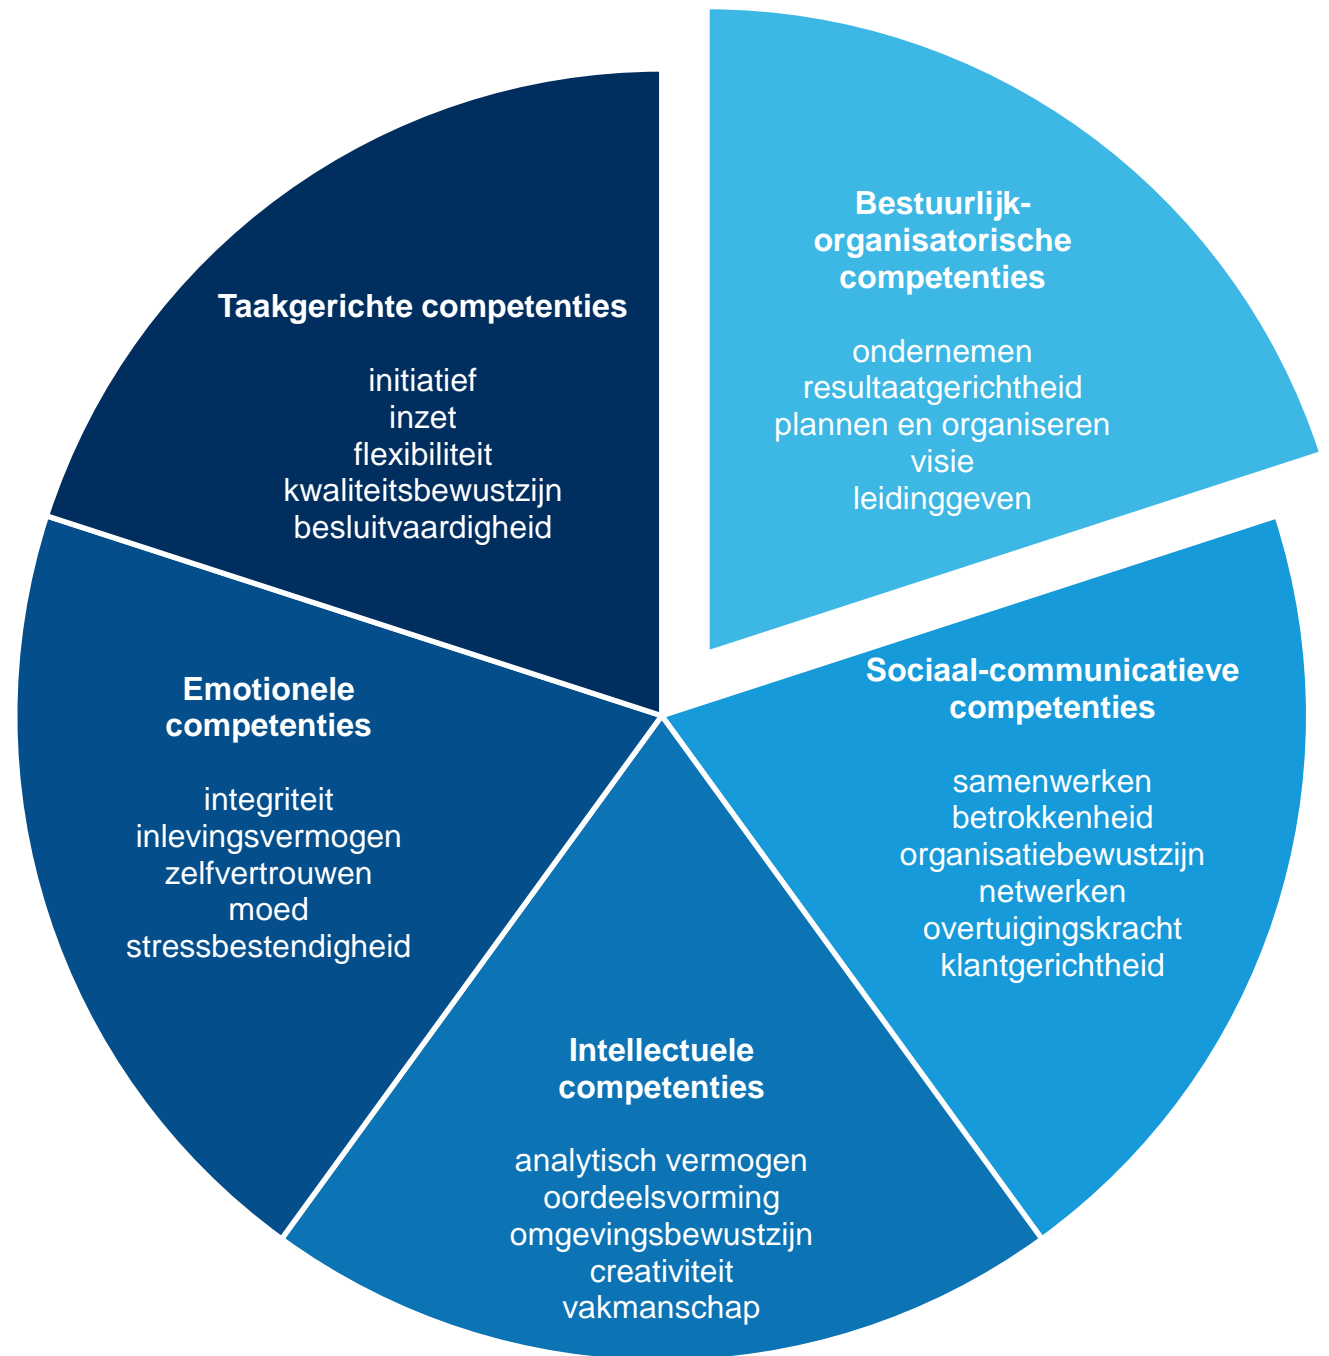 Bestuurlijk-
organisatorische
competenties
ondernemen
resultaatgerichtheid
plannen en organiseren
visie
leidinggeven
Sociaal-communicatieve
competenties
samenwerken
betrokkenheid
organisatiebewustzijn
netwerken
overtuigingskracht
klantgerichtheid
Intellectuele
competenties
analytisch vermogen
oordeelsvorming
omgevingsbewustzijn
creativiteit
vakmanschap
Emotionele
competenties
integriteit
inlevingsvermogen
zelfvertrouwen
moed
stressbestendigheid
Taakgerichte competenties
initiatief
inzet
flexibiliteit
kwaliteitsbewustzijn
besluitvaardigheid